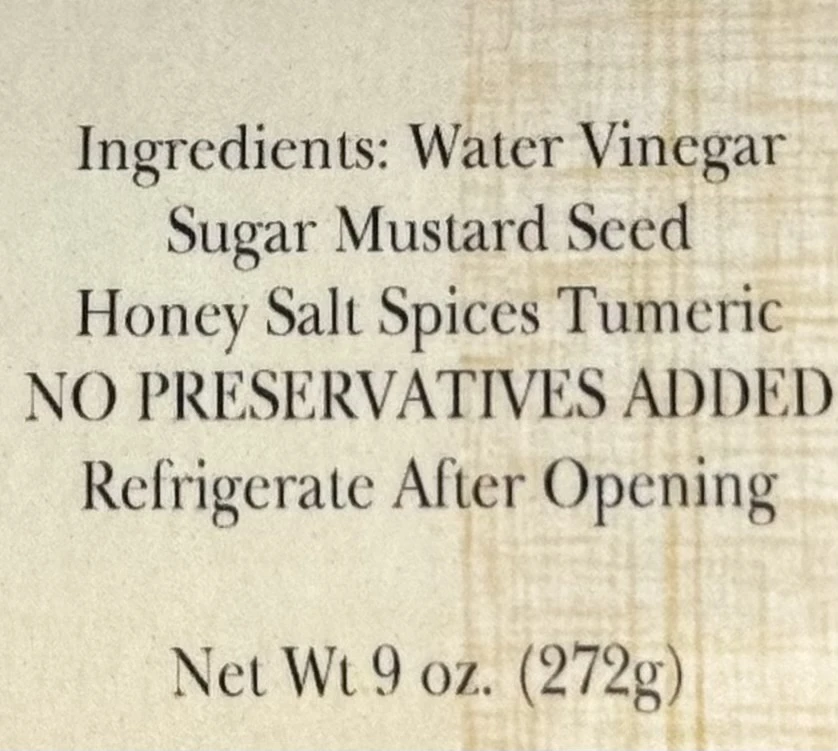 Ingredients: Water Vinegar
Sugar Mustard Seed
Honey Salt Spices Tumeric
NO PRESERVATIVES ADDED
Refrigerate After Opening
Net Wt 9 oz. (272g)